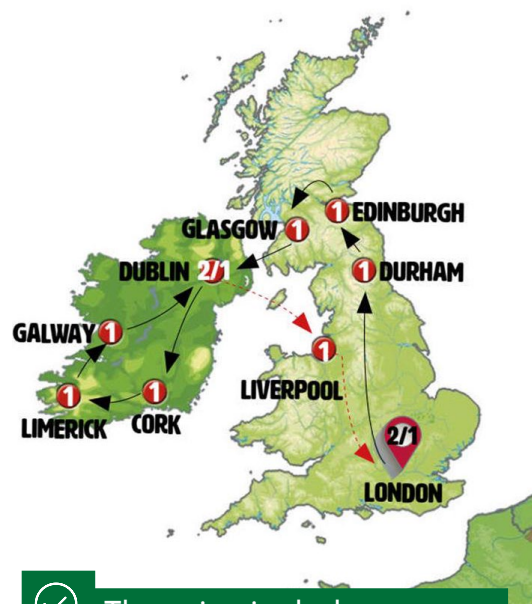 1 EDINBURGH
GLASGOW 1
DUBLIN 2/1
1 DURHAM
GALWAY 1
1
LIVERPOOL
1
LIMERICK
1
CORK
2/1
LONDON